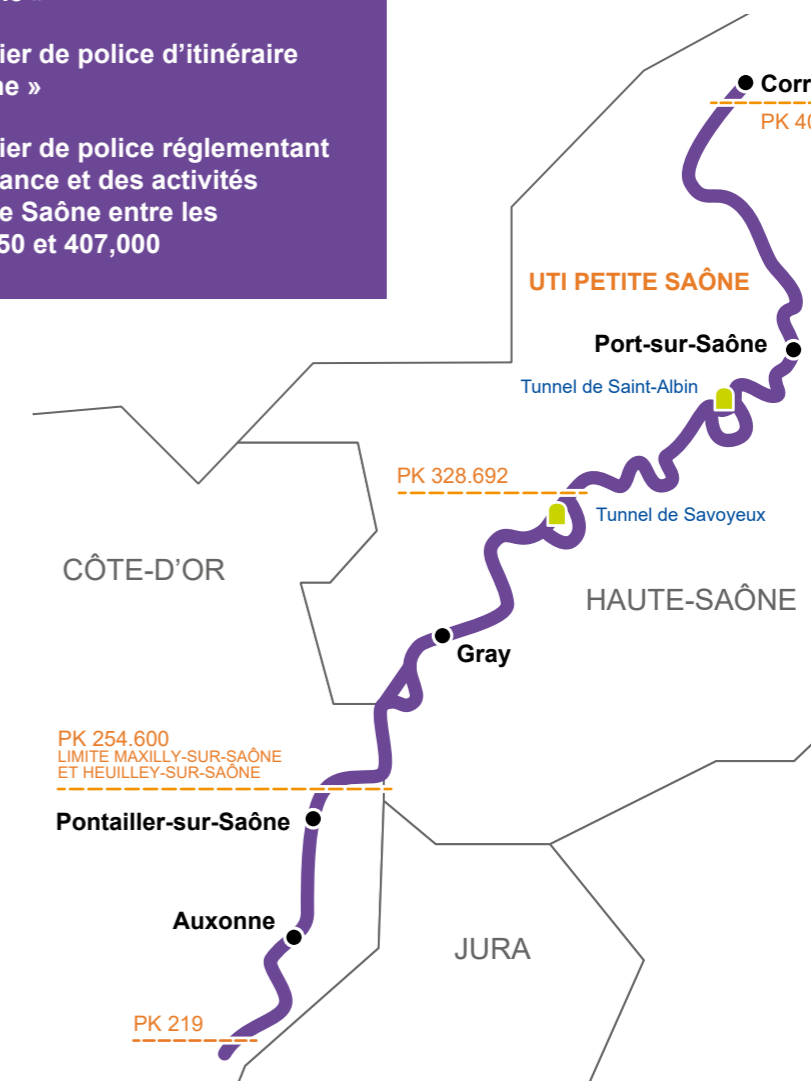 ier de police d'itinéraire
ne »
ier de police réglementant
ance et des activités
e Saône entre les
50 et 407,000
Corr
PK 40
UTI PETITE SAÔNE
Port-sur-Saône
Tunnel de Saint-Albin
PK 328.692
Tunnel de Savoyeux
CÔTE-D'OR
HAUTE-SAÔNE
Gray
PK 254.600
LIMITE MAXILLY-SUR-SAÔNE
ET HEUILLEY-SUR-SAÔNE
Pontailler-sur-Saône
Auxonne
JURA
PK 219